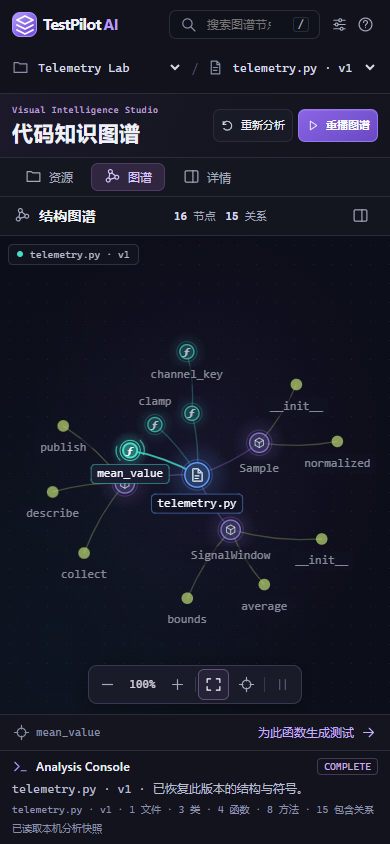 TestPilot AI
搜索图谱节点
/
Telemetry Lab
/
telemetry.py · v1
Visual Intelligence Studio
代码知识图谱
重新分析
重播图谱
资源
图谱
详情
结构图谱
16 节点 15 关系
telemetry.py · v1
channel_key
clamp
__init__
publish
mean_value
Sample
normalized
describe
telemetry.py
SignalWindow
collect
__init__
average
bounds
100%
mean_value
为此函数生成测试
Analysis Console
COMPLETE
telemetry.py · v1 · 已恢复此版本的结构与符号。
telemetry.py · v1 · 1 文件 · 3 类 · 4 函数 · 8 方法 · 15 包含关系
已读取本机分析快照